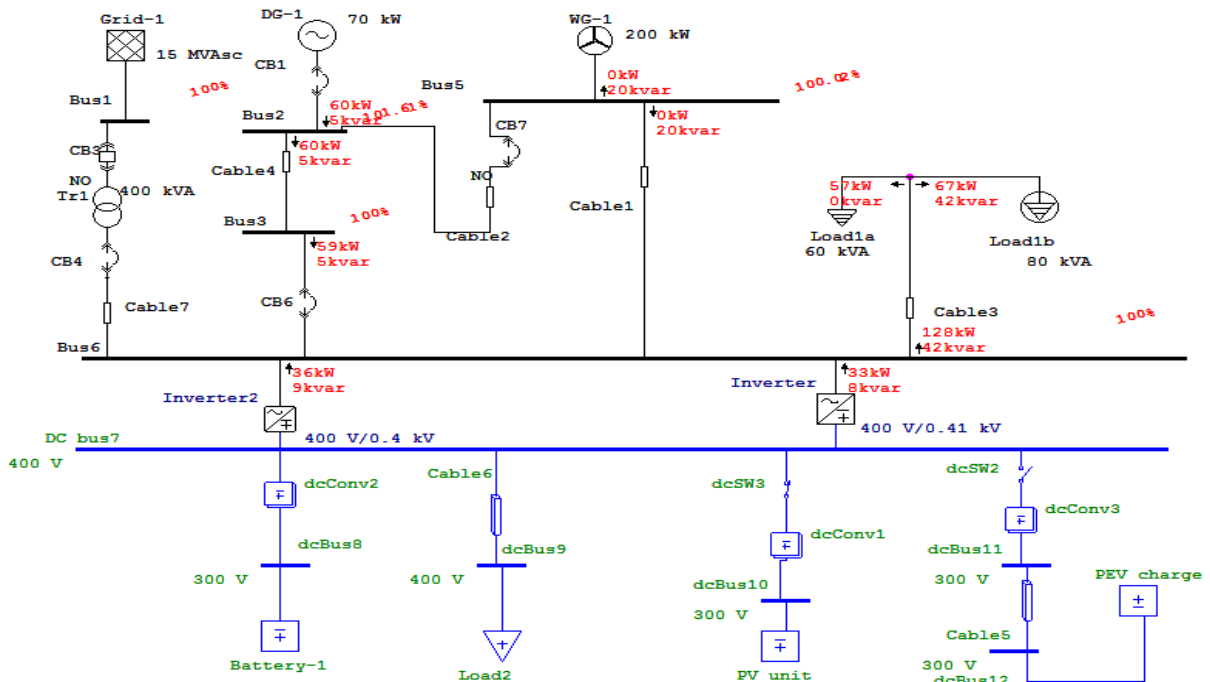 Grid-1
15 MVAsc
100%
Bus1
CB3
NO
Tr1
400 kVA
CB4
Cable7
Bus6
DG-1
70 kW
CB1
60kW
5kvar
101.61%
Bus2
60kW
5kvar
Cable4
Bus3
100%
59kW
5kvar
CB6
WG-1
200 kW
0kW
20kvar
100.02%
Bus5
CB7
NO
Cable2
0kW
20kvar
Cable1
57kW
0kvar
67kW
42kvar
Load1a
60 kVA
Load1b
80 kVA
Cable3
100%
128kW
42kvar
36kW
9kvar
Inverter2
400 V/0.4 kV
33kW
8kvar
Inverter
400 V/0.41 kV
DC bus7
400 V
dcConv2
dcBus8
300 V
Battery-1
Cable6
dcBus9
400 V
Load2
dcSW3
dcConv1
dcBus10
300 V
PV unit
dcSW2
dcConv3
dcBus11
300 V
PEV charge
Cable5
300 V
dcBus12